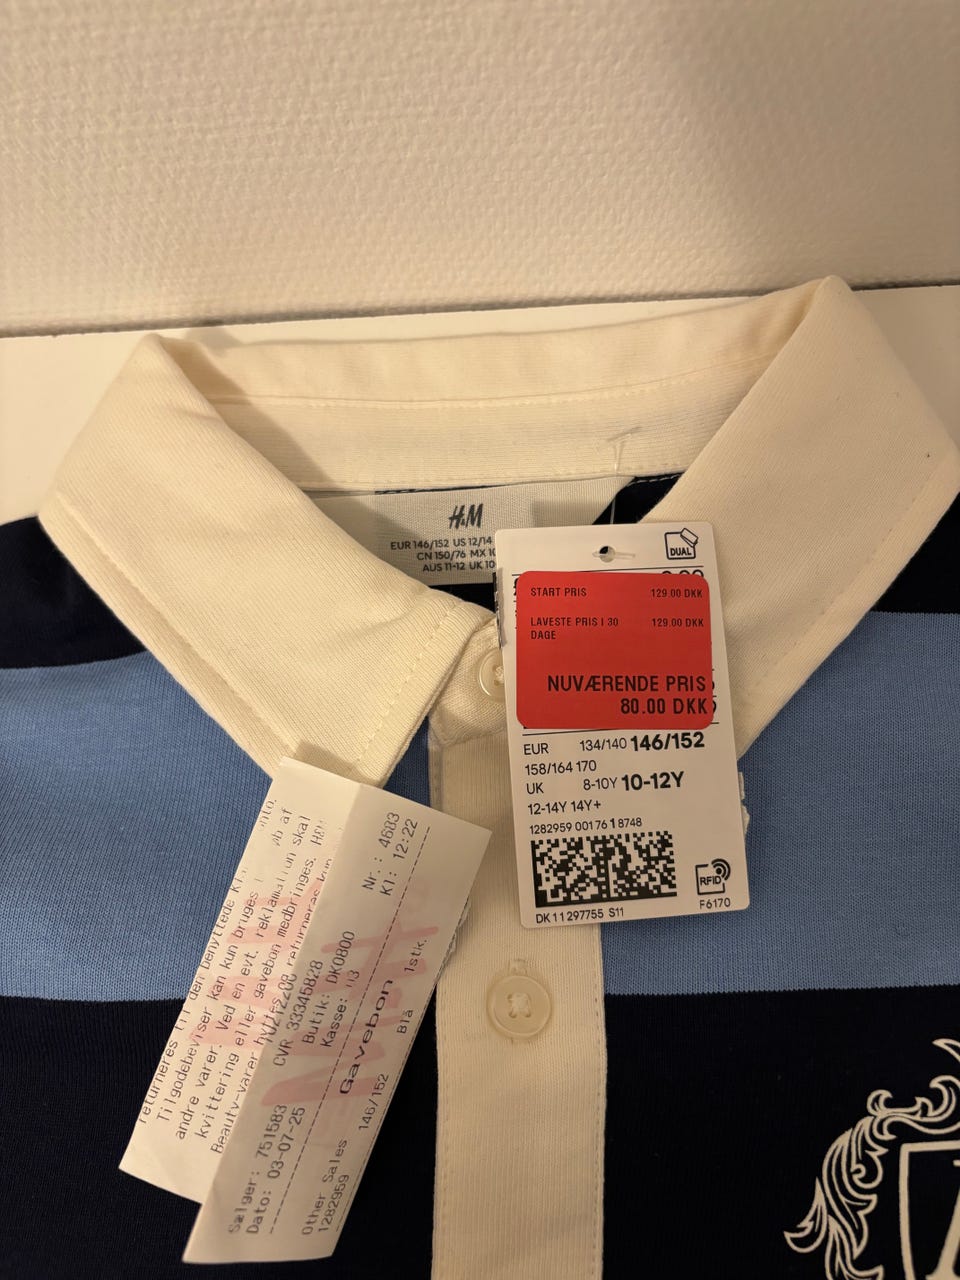 H&M
EUR 146/152 US 12/14
CN 150/76 MX
AUS 11-12 UK
DUAL
START PRIS 129.00 DKK
LAVESTE PRIS I 30 DAGE 129.00 DKK
NUVÆRENDE PRIS
80.00 DKK
EUR 134/140 146/152
158/164 170
UK 8-10Y 10-12Y
12-14Y 14Y+
1282959 00176 1 8748
RFID
DK 11 297755 S11
F6170
returneres til den benyttede
Tilgodebeviser kan kun bruges
andre varer. Ved en evt. reklamation skal
kvittering eller gavebon medbringes. H&M
Beauty-varer returneres
CVR 33345828
Sælger: 751583 Butik: DK0800 Nr.: 4683
Dato: 03-07-25 Kasse: Kl: 12:22
Gavebon
Other Sales
1282959 146/152 Blå 1stk.